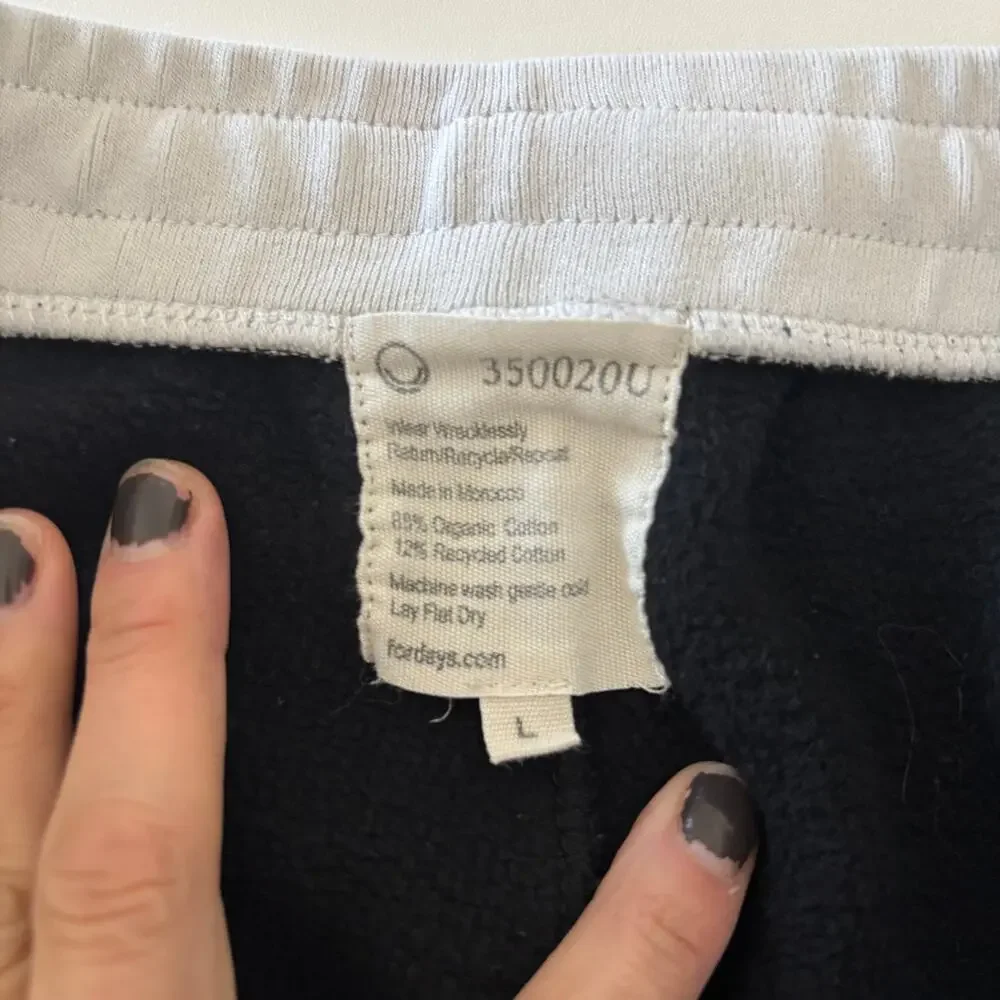 350020U
Wear Wrecklessly
Return/Recycle/Repeat
Made in Morocco
88% Organic Cotton
12% Recycled Cotton
Machine wash gentle cold
Lay Flat Dry
fordays.com
L